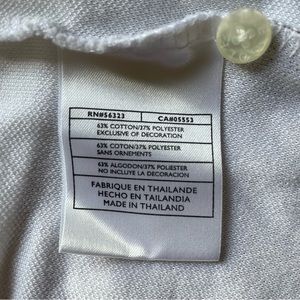 RN#56323 CA#05553
63% COTTON/37% POLYESTER
EXCLUSIVE OF DECORATION
63% COTON/37% POLYESTER
SANS ORNEMENTS
63% ALGODON/37% POLIESTER
NO INCLUYE LA DECORACION
FABRIQUE EN THAILANDE
HECHO EN TAILANDIA
MADE IN THAILAND